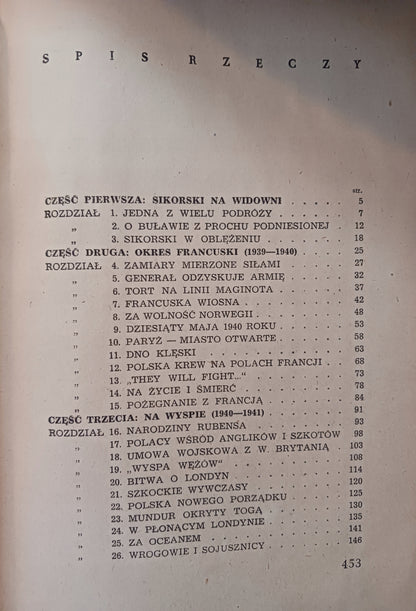 SPIS RZECZY
str.
CZĘŚĆ PIERWSZA: SIKORSKI NA WIDOWNI . . . . 5
ROZDZIAŁ 1. JEDNA Z WIELU PODRÓŻY . . . . 7
„ 2. O BUŁAWIE Z PROCHU PODNIESIONEJ . 12
„ 3. SIKORSKI W OBLĘŻENIU . . . . 18
CZĘŚĆ DRUGA: OKRES FRANCUSKI (1939—1940) . . . 25
ROZDZIAŁ 4. ZAMIARY MIERZONE SIŁAMI . . . 27
„ 5. GENERAŁ ODZYSKUJE ARMIĘ . . . . 32
„ 6. TORT NA LINII MAGINOTA . . . . 37
„ 7. FRANCUSKA WIOSNA . . . . 42
„ 8. ZA WOLNOŚĆ NORWEGII . . . . 48
„ 9. DZIESIĄTY MAJA 1940 ROKU . . . . 53
„ 10. PARYŻ — MIASTO OTWARTE . . . . 58
„ 11. DNO KLĘSKI . . . . 63
„ 12. POLSKA KREW NA POLACH FRANCJI . . 68
„ 13. „THEY WILL FIGHT...” . . . . 73
„ 14. NA ŻYCIE I ŚMIERĆ . . . . 78
„ 15. POŻEGNANIE Z FRANCJĄ . . . . 84
CZĘŚĆ TRZECIA: NA WYSPIE (1940—1941) . . . . 91
ROZDZIAŁ 16. NARODZINY RUBENSA . . . . 93
„ 17. POLACY WŚRÓD ANGLIKÓW I SZKOTÓW 98
„ 18. UMOWA WOJSKOWA Z W. BRYTANIĄ . . 103
„ 19. „WYSPA WĘŻÓW” . . . . 108
„ 20. BITWA O LONDYN . . . . 114
„ 21. SZKOCKIE WYWCZASY . . . . 120
„ 22. POLSKA NOWEGO PORZĄDKU . . . . 125
„ 23. MUNDUR OKRYTY TOGĄ . . . . 130
„ 24. W PŁONĄCYM LONDYNIE . . . . 135
„ 25. ZA OCEANEM . . . . 141
„ 26. WROGOWIE I SOJUSZNICY . . . . 146
453